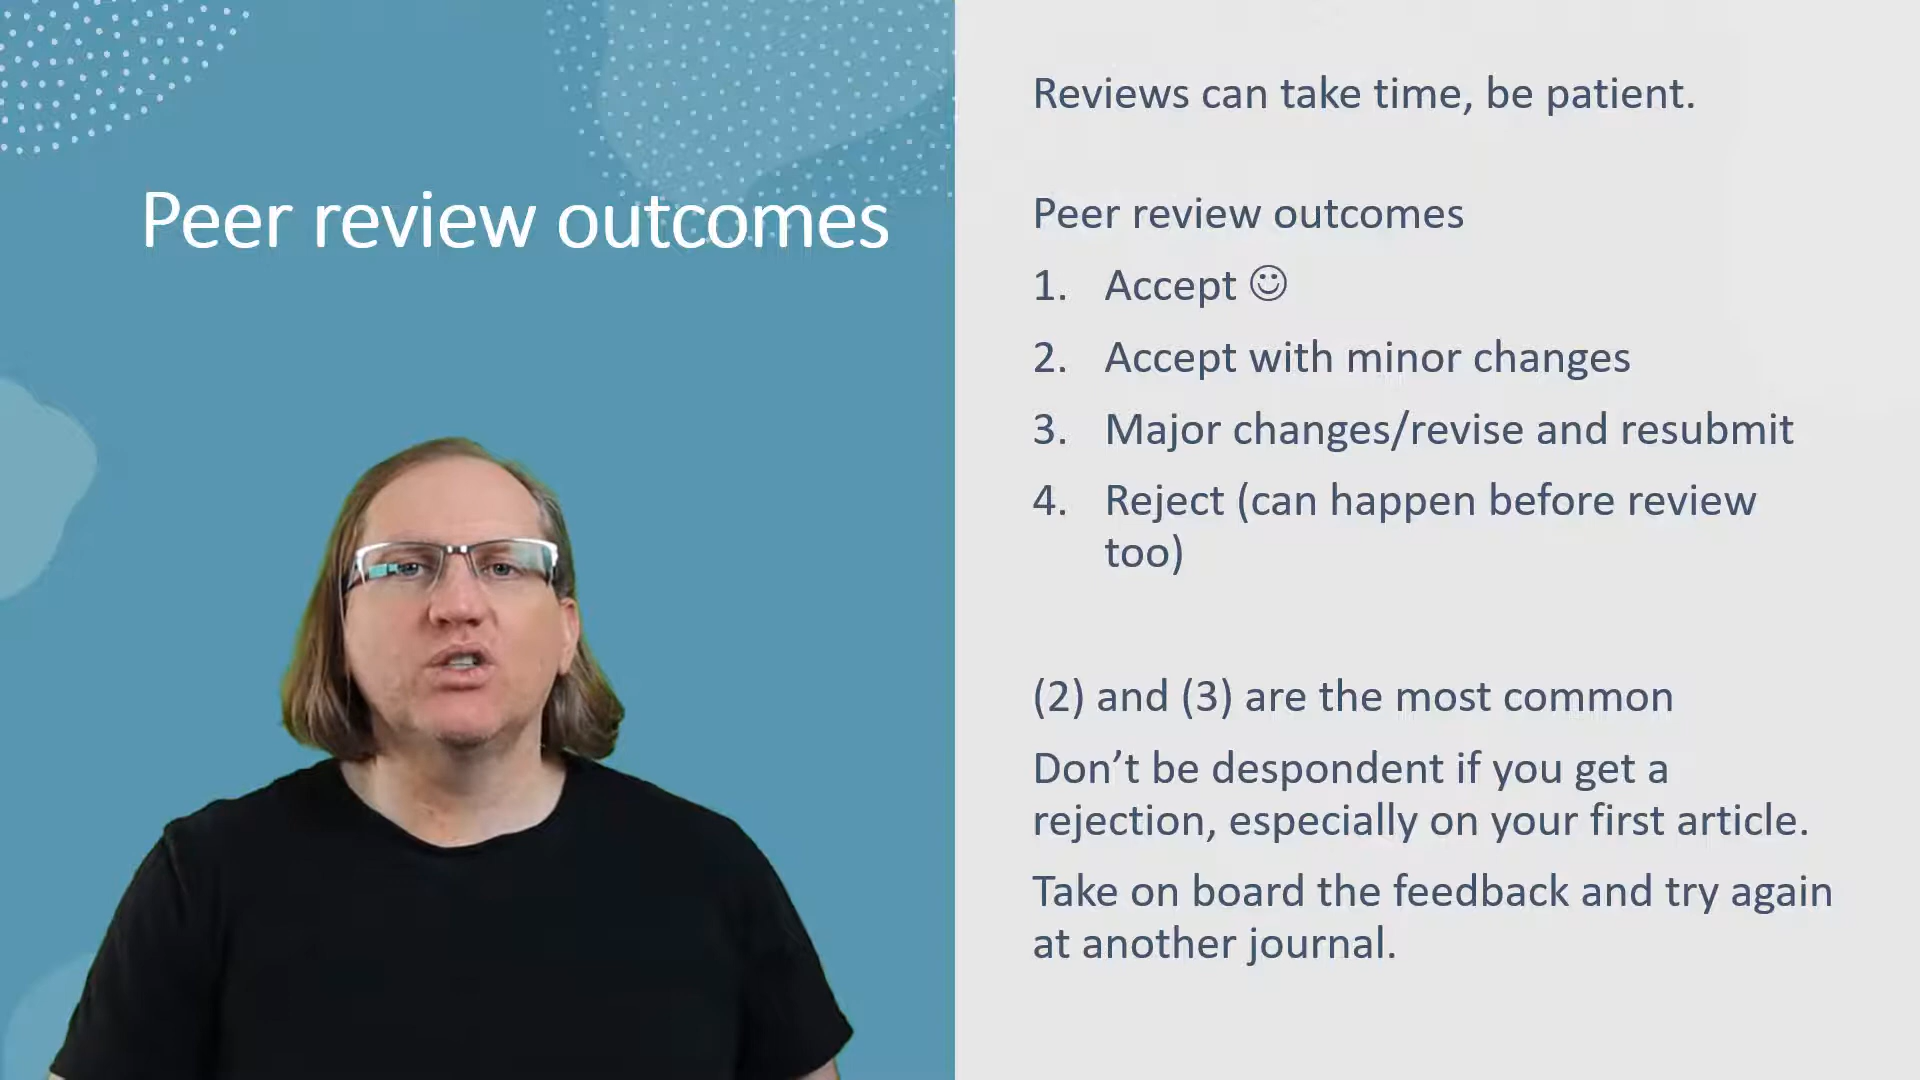 Peer review outcomes
Reviews can take time, be patient.
Peer review outcomes
1. Accept ☺
2. Accept with minor changes
3. Major changes/revise and resubmit
4. Reject (can happen before review
too)
(2) and (3) are the most common
Don’t be despondent if you get a
rejection, especially on your first article.
Take on board the feedback and try again
at another journal.